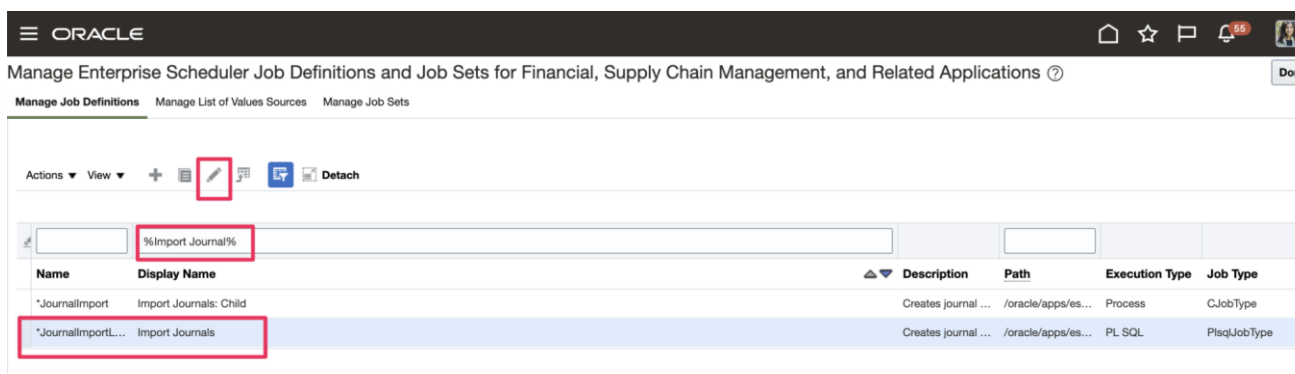 ORACLE 55
Manage Enterprise Scheduler Job Definitions and Job Sets for Financial, Supply Chain Management, and Related Applications
Manage Job Definitions Manage List of Values Sources Manage Job Sets
Actions View Detach
%Import Journal%
Name Display Name Description Path Execution Type Job Type
*JournalImport Import Journals: Child Creates journal ... /oracle/apps/es... Process CJobType
*JournalImportL... Import Journals Creates journal ... /oracle/apps/es... PL SQL PlsqlJobType